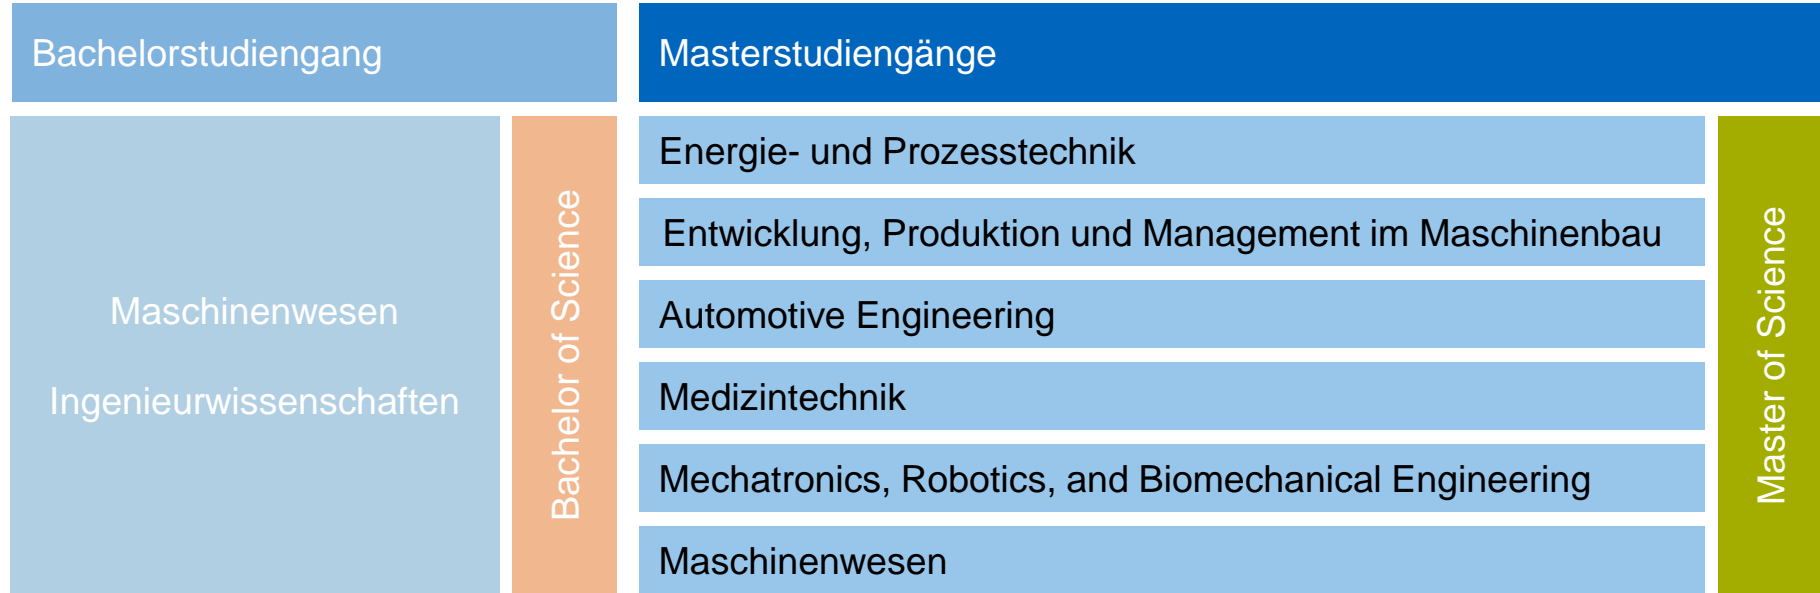 Bachelorstudiengang
Maschinenwesen
Ingenieurwissenschaften
Bachelor of Science
Masterstudiengänge
Energie- und Prozesstechnik
Entwicklung, Produktion und Management im Maschinenbau
Automotive Engineering
Medizintechnik
Mechatronics, Robotics, and Biomechanical Engineering
Maschinenwesen
Master of Science